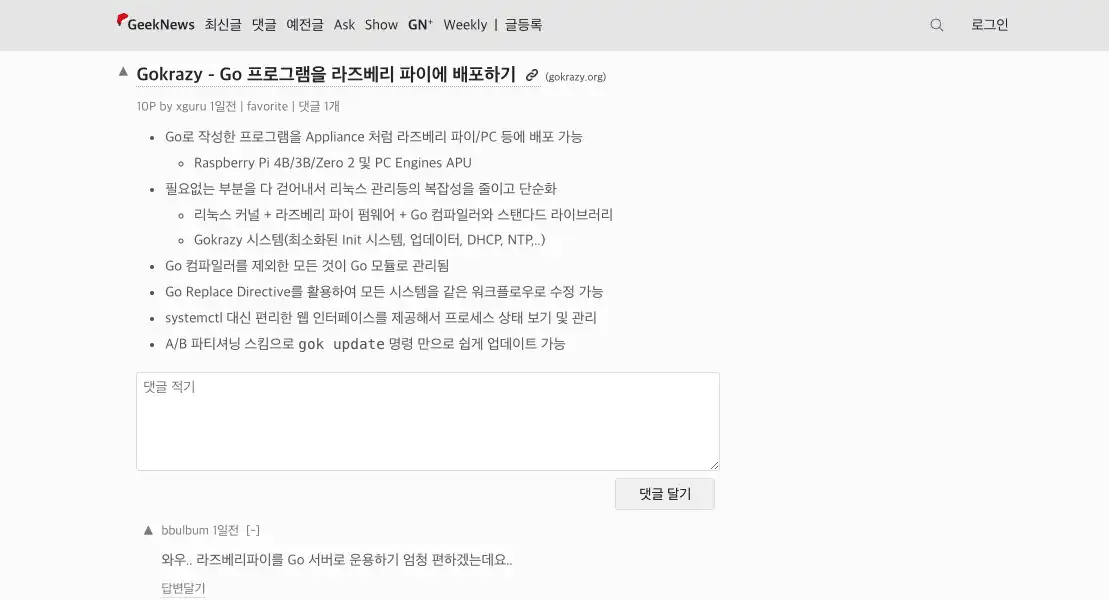 GeekNews 최신글 댓글 예전글 Ask Show GN+ Weekly | 글등록 로그인
▲ Gokrazy - Go 프로그램을 라즈베리 파이에 배포하기 (gokrazy.org)
10P by xguru 1일전 | favorite | 댓글 1개
Go로 작성한 프로그램을 Appliance 처럼 라즈베리 파이/PC 등에 배포 가능
Raspberry Pi 4B/3B/Zero 2 및 PC Engines APU
필요없는 부분을 다 걷어내서 리눅스 관리등의 복잡성을 줄이고 단순화
리눅스 커널 + 라즈베리 파이 펌웨어 + Go 컴파일러와 스탠다드 라이브러리
Gokrazy 시스템(최소화된 Init 시스템, 업데이터, DHCP, NTP,..)
Go 컴파일러를 제외한 모든 것이 Go 모듈로 관리됨
Go Replace Directive를 활용하여 모든 시스템을 같은 워크플로우로 수정 가능
systemctl 대신 편리한 웹 인터페이스를 제공해서 프로세스 상태 보기 및 관리
A/B 파티셔닝 스킴으로 gok update 명령 만으로 쉽게 업데이트 가능
댓글 적기
댓글 달기
▲ bbulbum 1일전 [-]
와우.. 라즈베리파이를 Go 서버로 운용하기 엄청 편하겠는데요..
답변달기